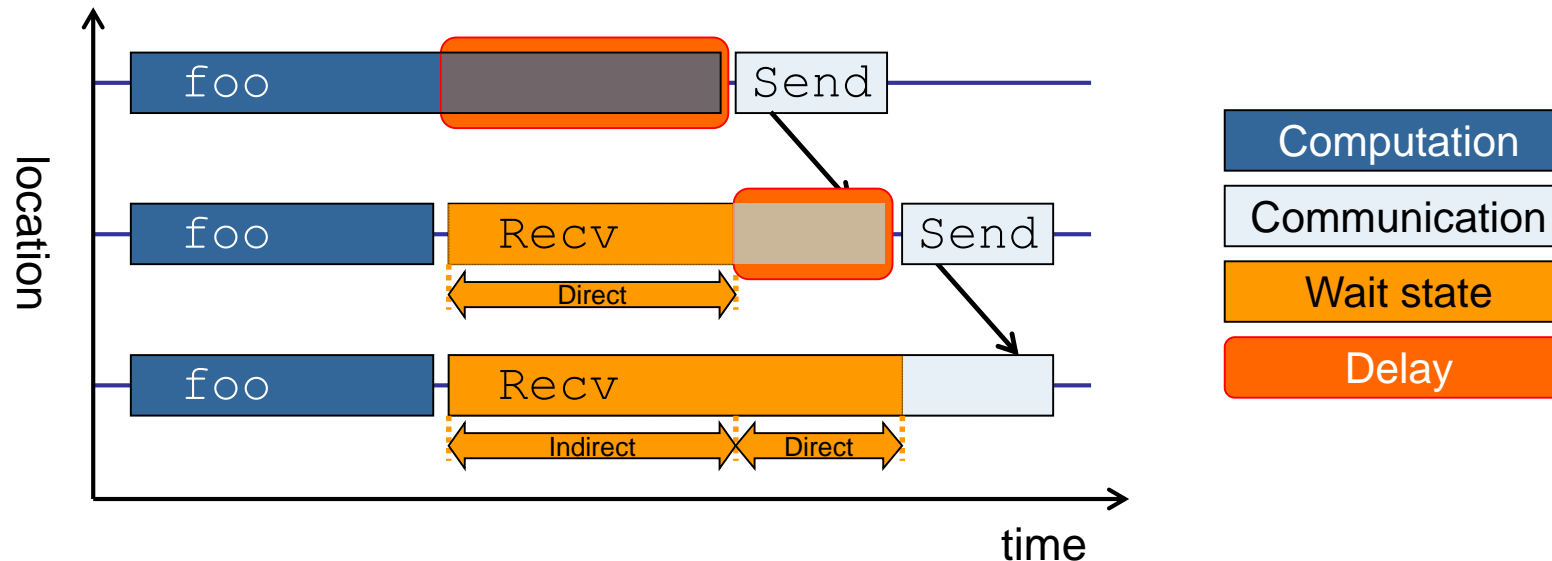 foo
Send
location
foo
Recv
Send
Direct
foo
Recv
Indirect
Direct
time
Computation
Communication
Wait state
Delay